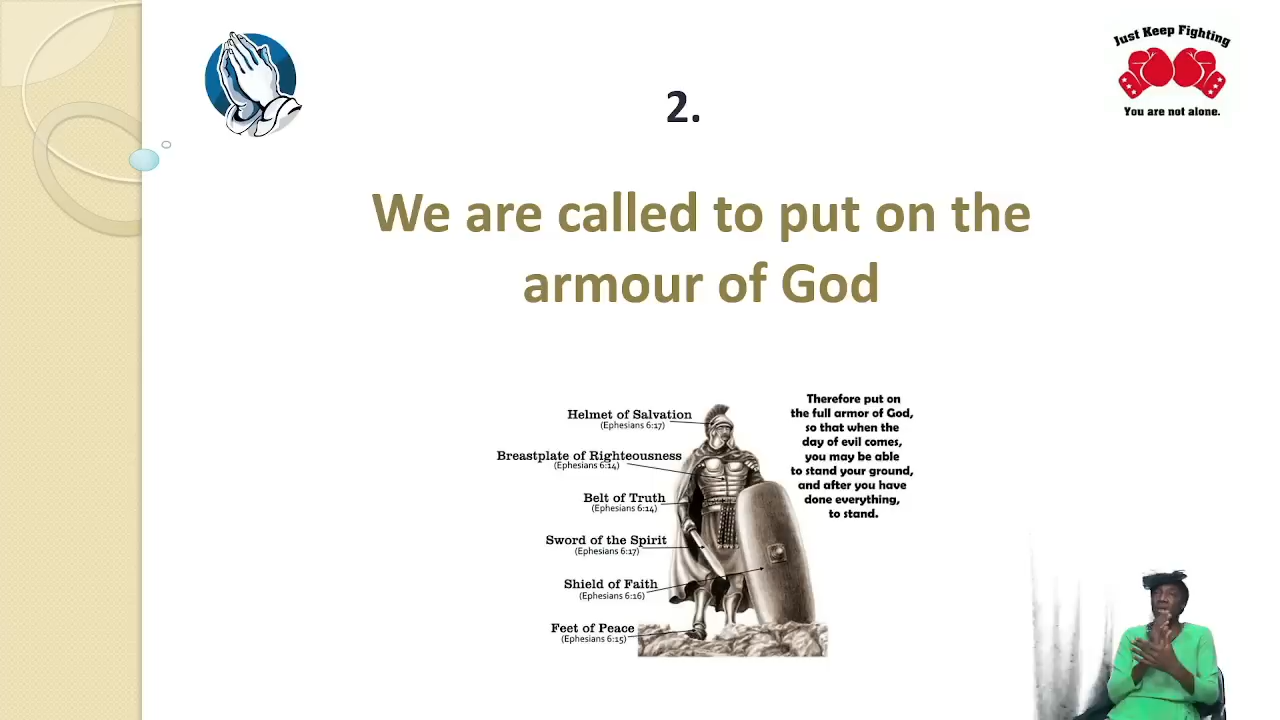 Just Keep Fighting
You are not alone.
2.
We are called to put on the
armour of God
Helmet of Salvation
(Ephesians 6:17)
Breastplate of Righteousness
(Ephesians 6:14)
Belt of Truth
(Ephesians 6:14)
Sword of the Spirit
(Ephesians 6:17)
Shield of Faith
(Ephesians 6:16)
Feet of Peace
(Ephesians 6:15)
Therefore put on
the full armor of God,
so that when the
day of evil comes,
you may be able
to stand your ground,
and after you have
done everything,
to stand.